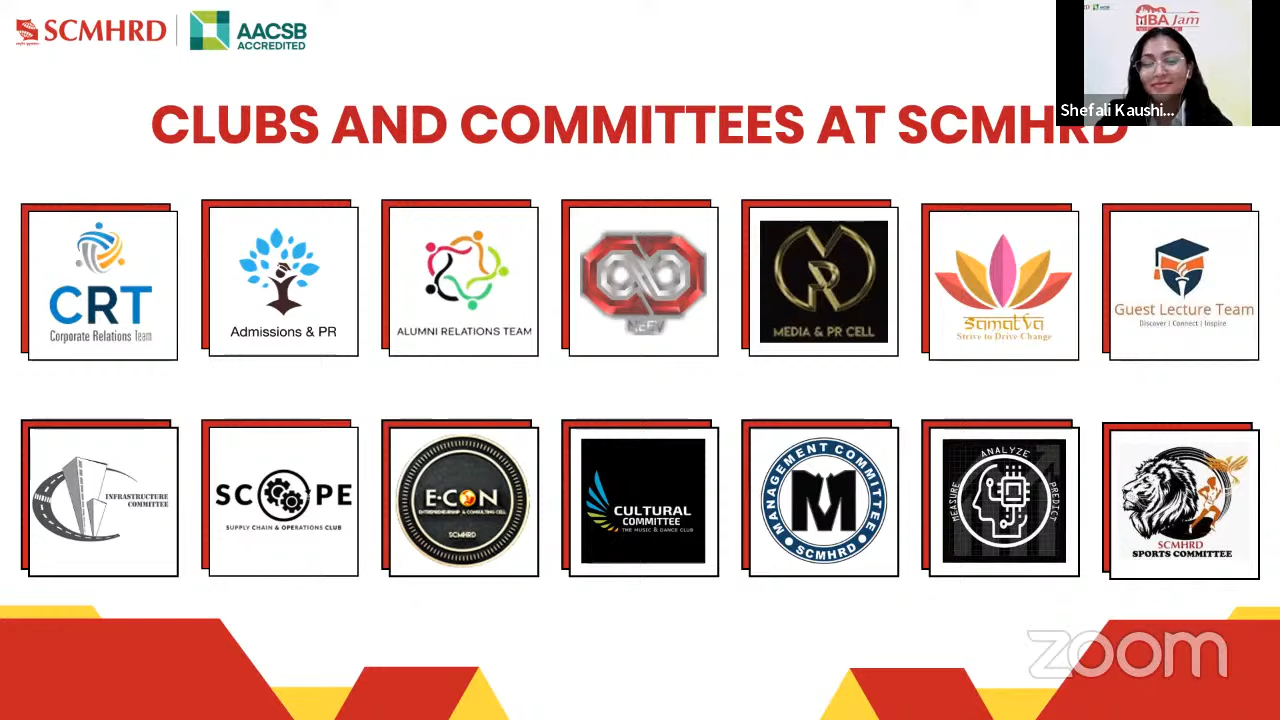 SCMHRD
AACSB
ACCREDITED
MBA Jam
Shefali Kaushi...
CLUBS AND COMMITTEES AT SCMHRD
CRT
Corporate Relations Team
Admissions & PR
ALUMNI RELATIONS TEAM
NEEV
MEDIA & PR CELL
Samatva
Strive to Drive Change
Guest Lecture Team
Discover | Connect | Inspire
INFRASTRUCTURE
COMMITTEE
SCOPE
SUPPLY CHAIN & OPERATIONS CLUB
E-CON
ENTREPRENEURSHIP & CONSULTING CELL
SCMHRD
CULTURAL
COMMITTEE
THE MUSIC & DANCE CLUB
MANAGEMENT COMMITTEE
M
SCMHRD
MEASURE
ANALYZE
PREDICT
SCMHRD
SPORTS COMMITTEE
zoom